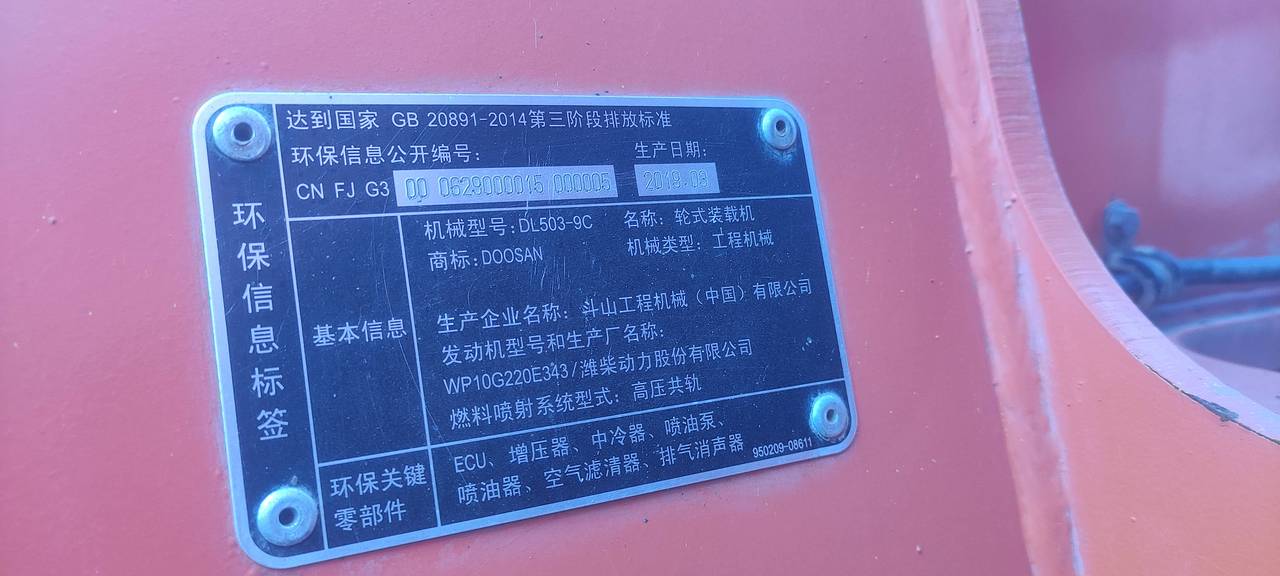 达到国家 GB 20891-2014第三阶段排放标准
环保信息公开编号：
生产日期：
CN FJ G3 00 0629000015 000005
2019.08
环保信息标签
基本信息
机械型号：DL503-9C 名称：轮式装载机
商标：DOOSAN 机械类型：工程机械
生产企业名称：斗山工程机械（中国）有限公司
发动机型号和生产厂名称：
WP10G220E343/潍柴动力股份有限公司
燃料喷射系统型式：高压共轨
环保关键
零部件
ECU、增压器、中冷器、喷油泵、
喷油器、空气滤清器、排气消声器
950209-08611